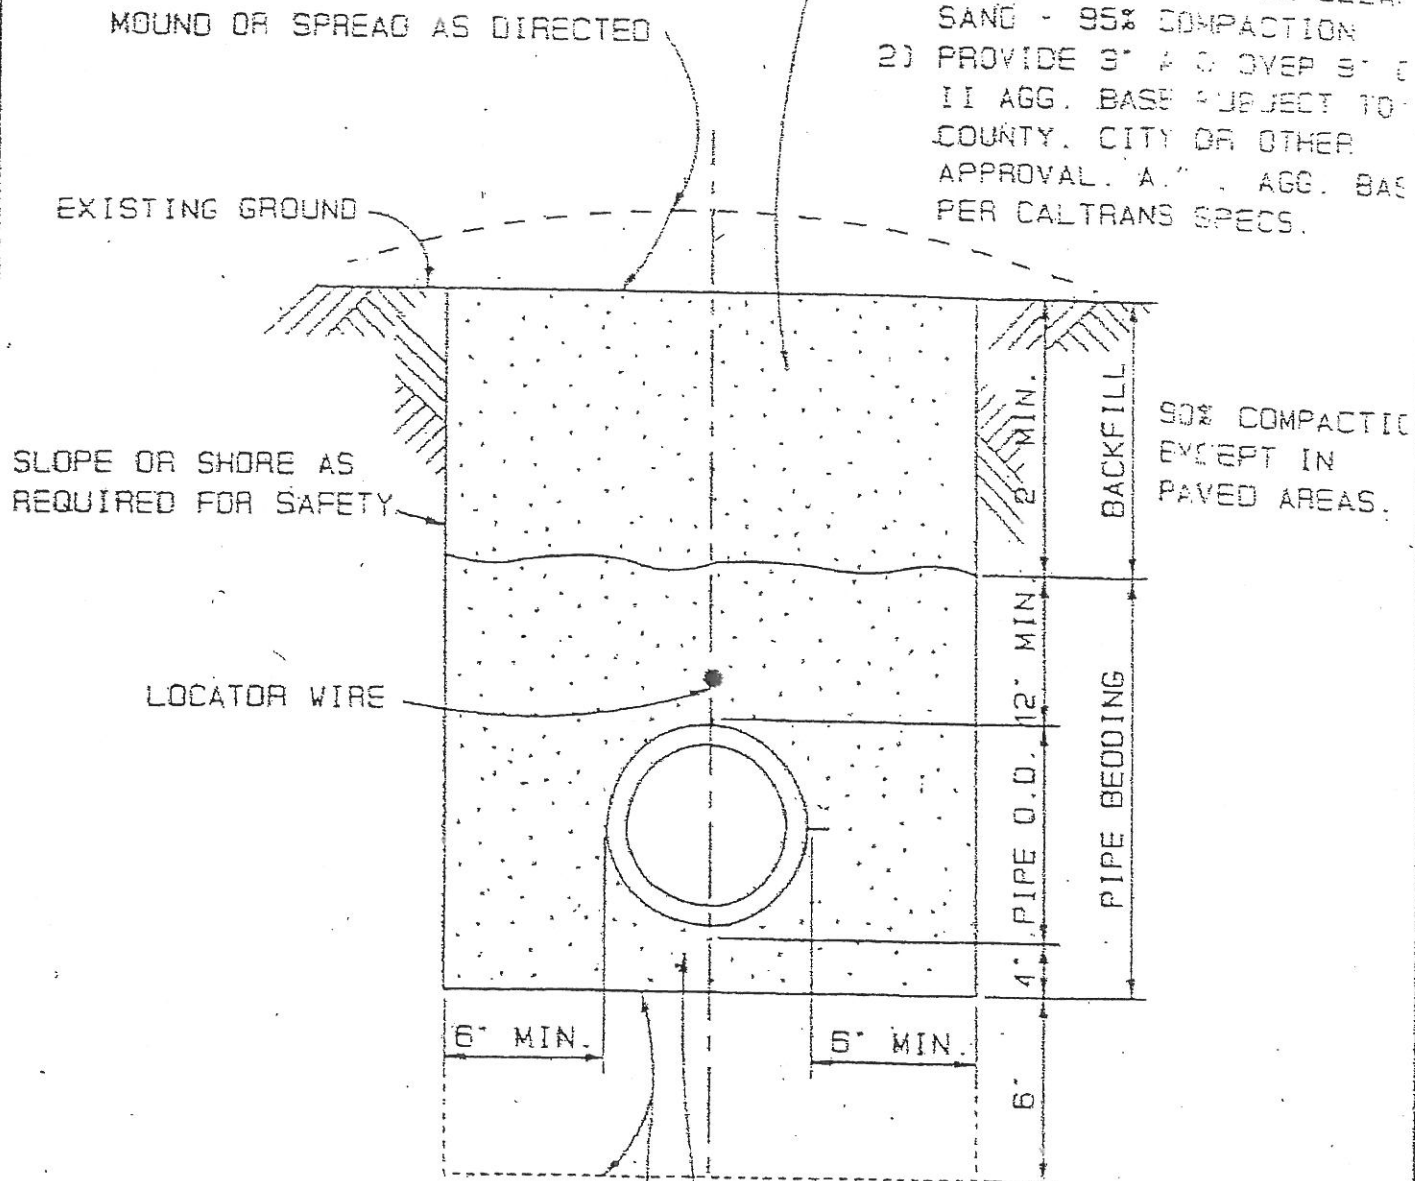 MOUND OR SPREAD AS DIRECTED
SAND - 95% COMPACTION
2) PROVIDE 3" OVER
II AGG. BASE SUBJECT TO
COUNTY. CITY OR OTHER
APPROVAL. AGG.
PER CALTRANS SPECS.
EXISTING GROUND
SLOPE OR SHORE AS
REQUIRED FOR SAFETY
2' MIN.
BACKFILL
90%
EXCEPT IN
PAVED AREAS.
LOCATOR WIRE
12" MIN.
PIPE O.D.
4"
PIPE BEDDING
6" MIN.
6" MIN.
6"